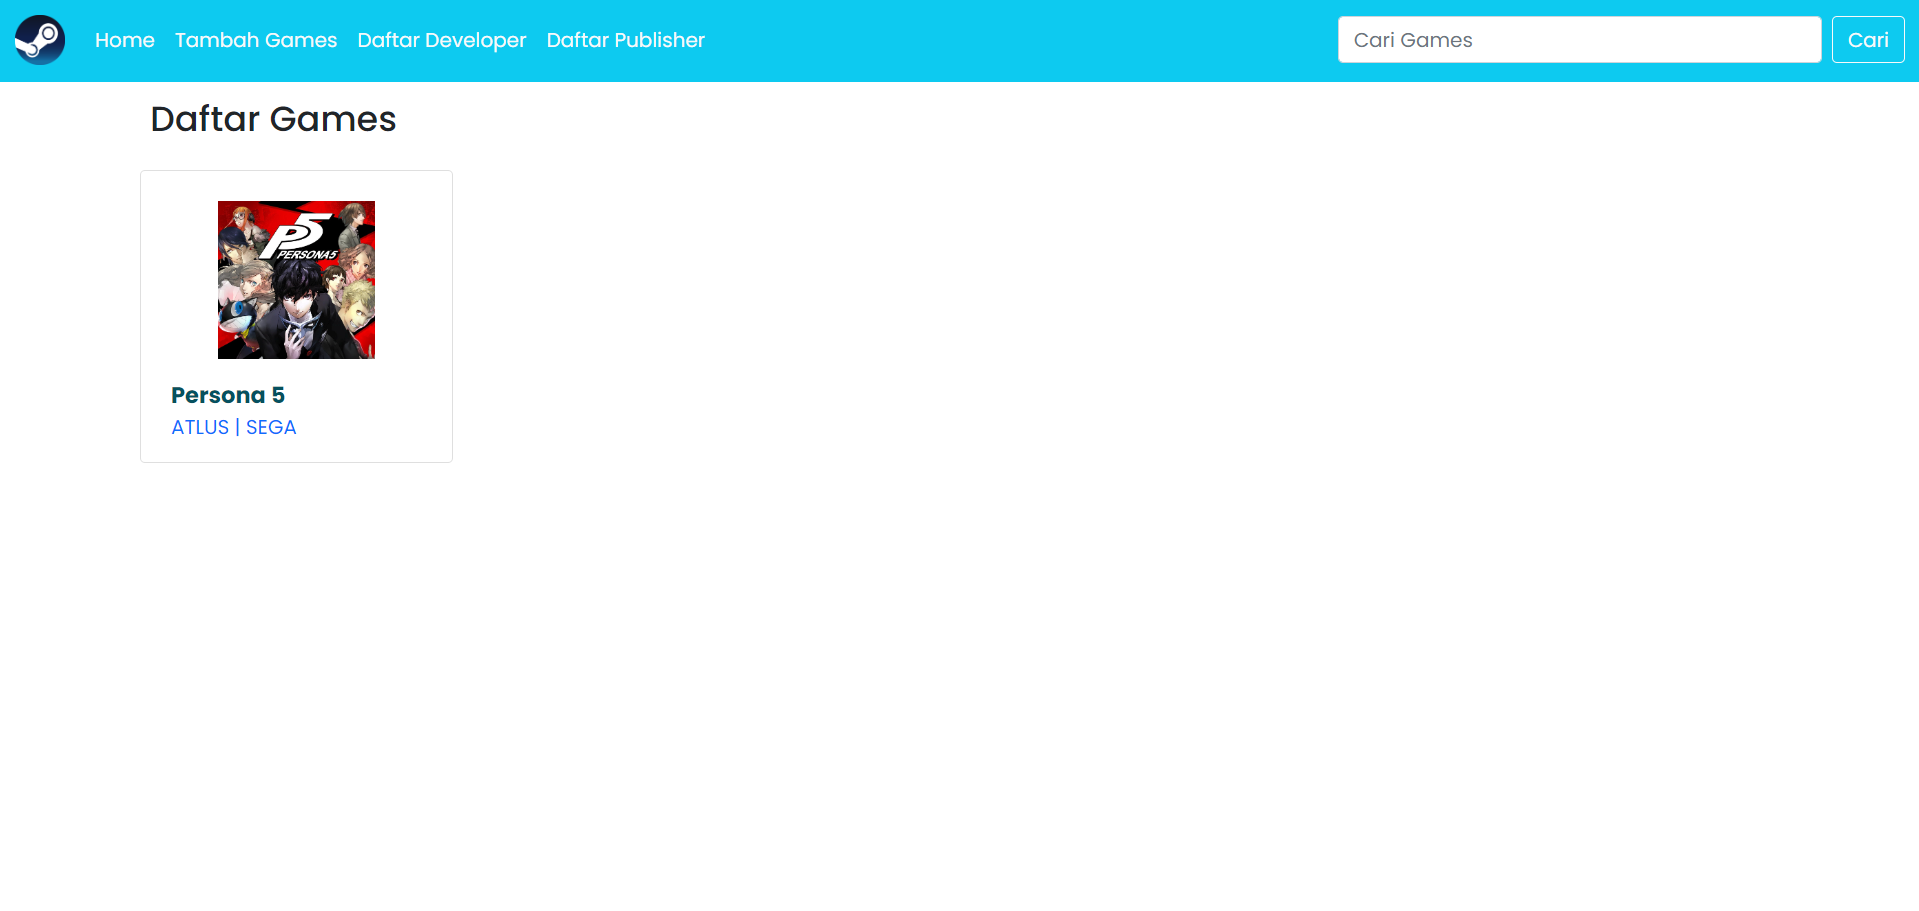 Home Tambah Games Daftar Developer Daftar Publisher Cari Games Cari
Daftar Games
P5
PERSONA5
Persona 5
ATLUS | SEGA